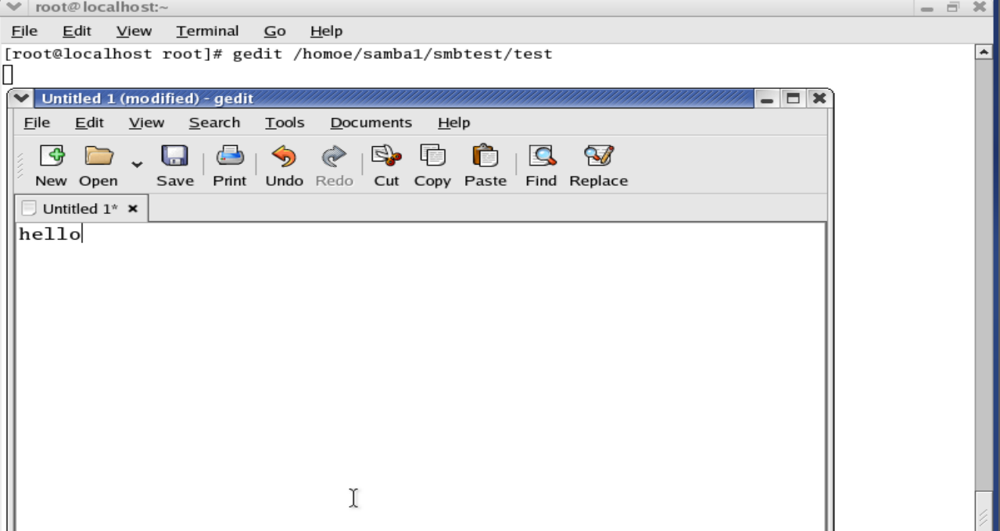 root@localhost:~
File Edit View Terminal Go Help
[root@localhost root]# gedit /homoe/samba1/smbtest/test
Untitled 1 (modified) - gedit
File Edit View Search Tools Documents Help
New Open Save Print Undo Redo Cut Copy Paste Find Replace
Untitled 1*
hello